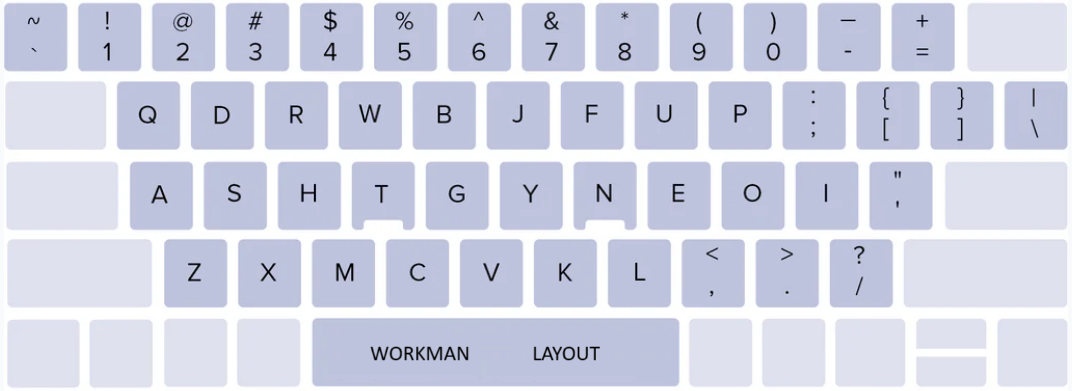 ~ ! @ # $ % ^ & * ( ) — +
` 1 2 3 4 5 6 7 8 9 0 - =
Q D R W B J F U P : { } |
; [ ] \
A S H T G Y N E O I "
'
Z X M C V K L < > ?
, . /
WORKMAN LAYOUT